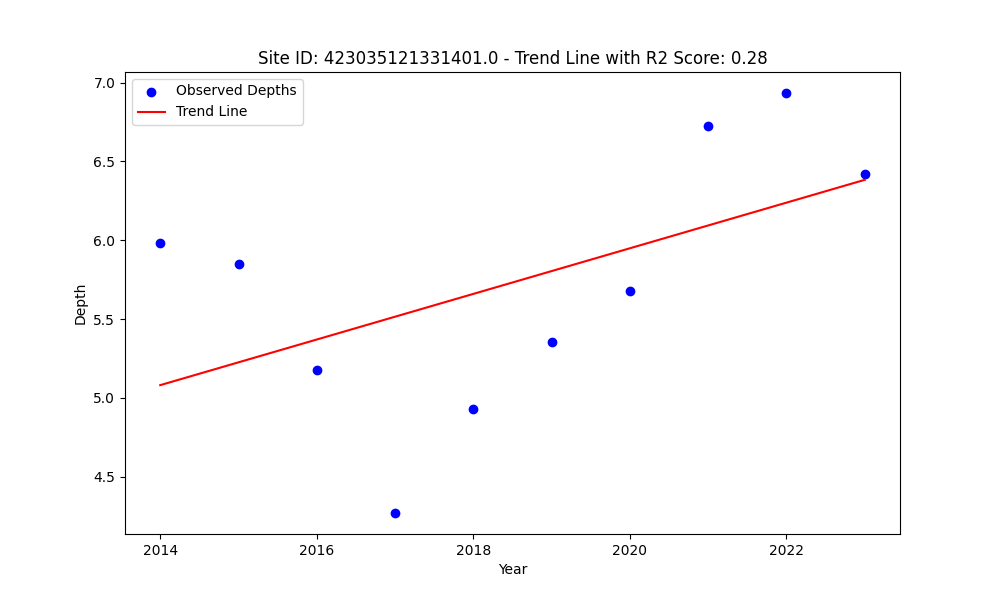 Site ID: 423035121331401.0 - Trend Line with R2 Score: 0.28
Observed Depths
Trend Line
7.0
6.5
6.0
5.5
5.0
4.5
Depth
2014
2016
2018
2020
2022
Year